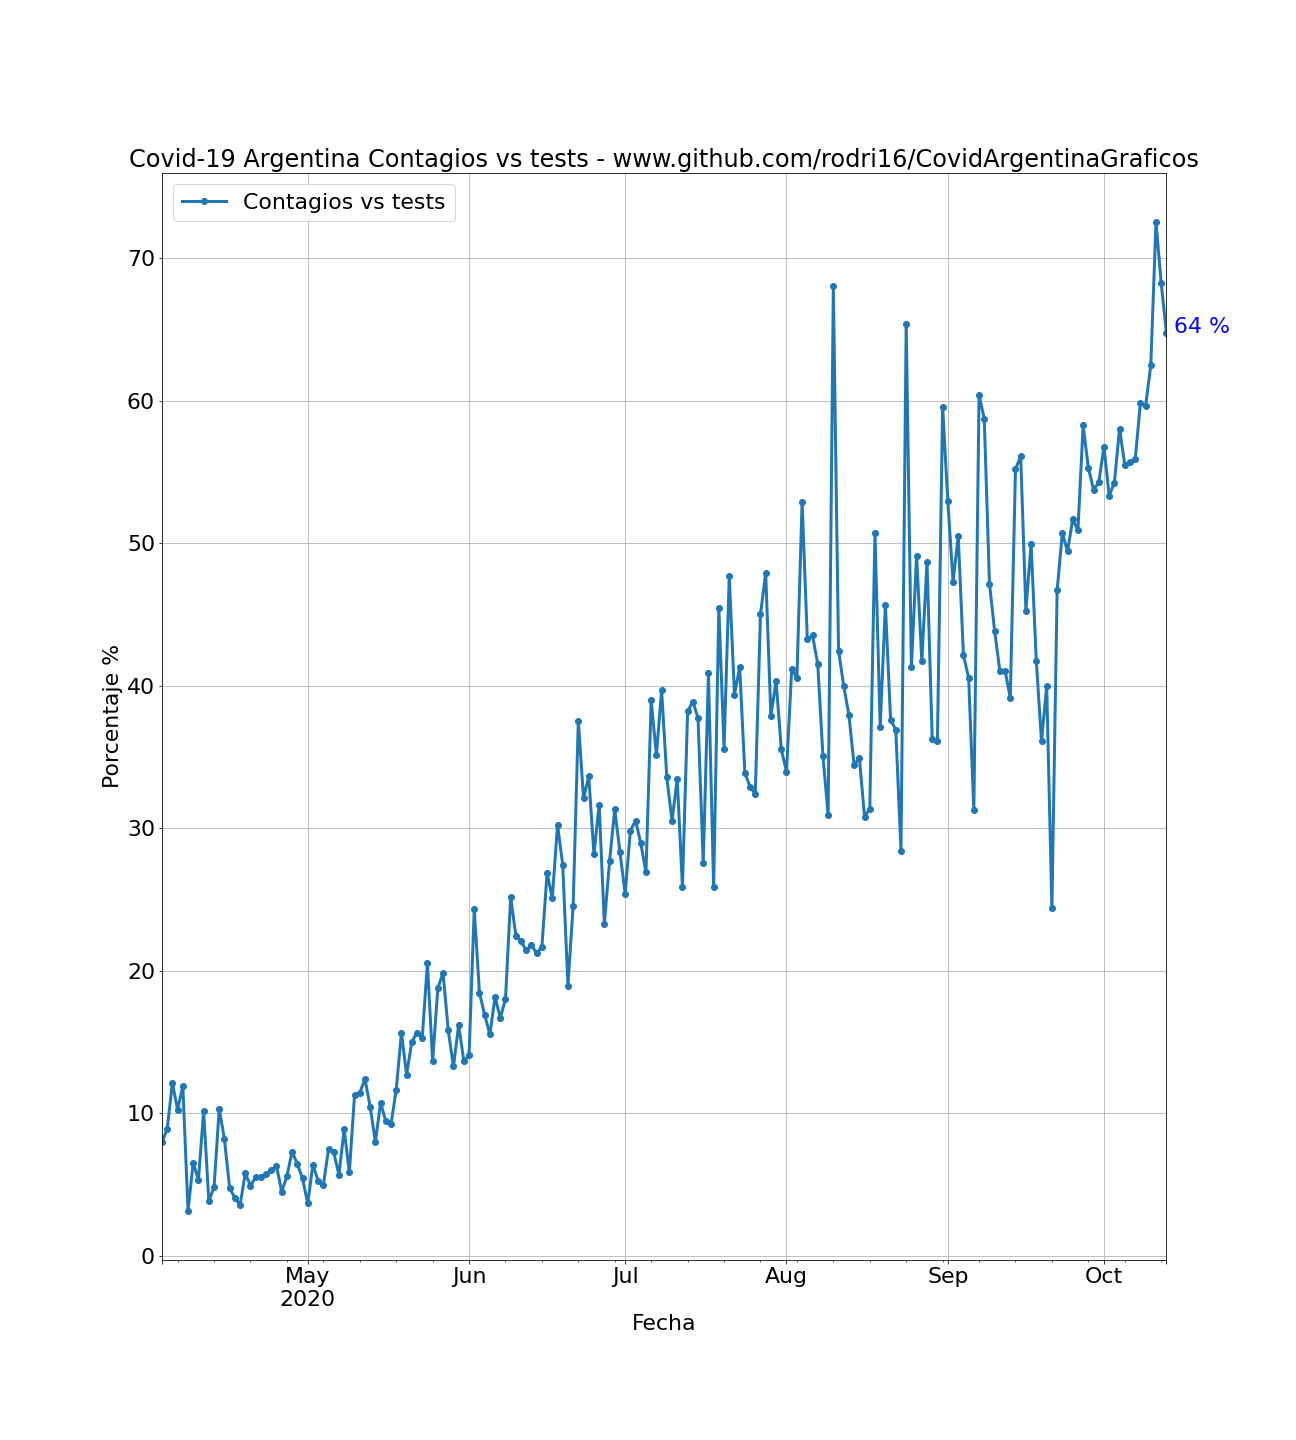 Covid-19 Argentina Contagios vs tests - www.github.com/rodri16/CovidArgentinaGraficos
Contagios vs tests
70
64 %
60
50
40
30
20
10
0
Porcentaje %
May
2020
Jun
Jul
Aug
Sep
Oct
Fecha